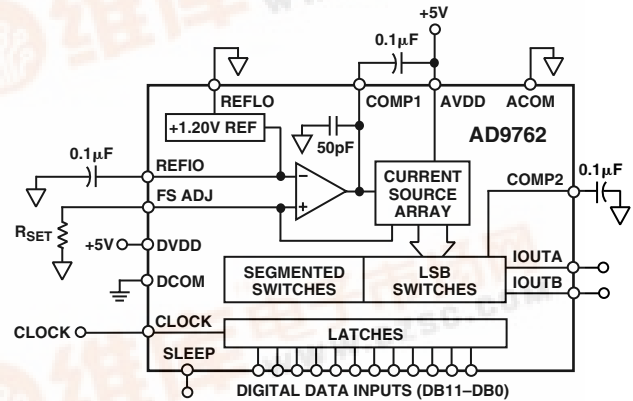 +5V
0.1μF
REFLO
COMP1
AVDD
ACOM
+1.20V REF
AD9762
50pF
0.1μF
REFIO
CURRENT
SOURCE
ARRAY
COMP2
0.1μF
FS ADJ
RSET
+5V
DVDD
DCOM
SEGMENTED
SWITCHES
LSB
SWITCHES
IOUTA
IOUTB
CLOCK
CLOCK
LATCHES
SLEEP
DIGITAL DATA INPUTS (DB11–DB0)